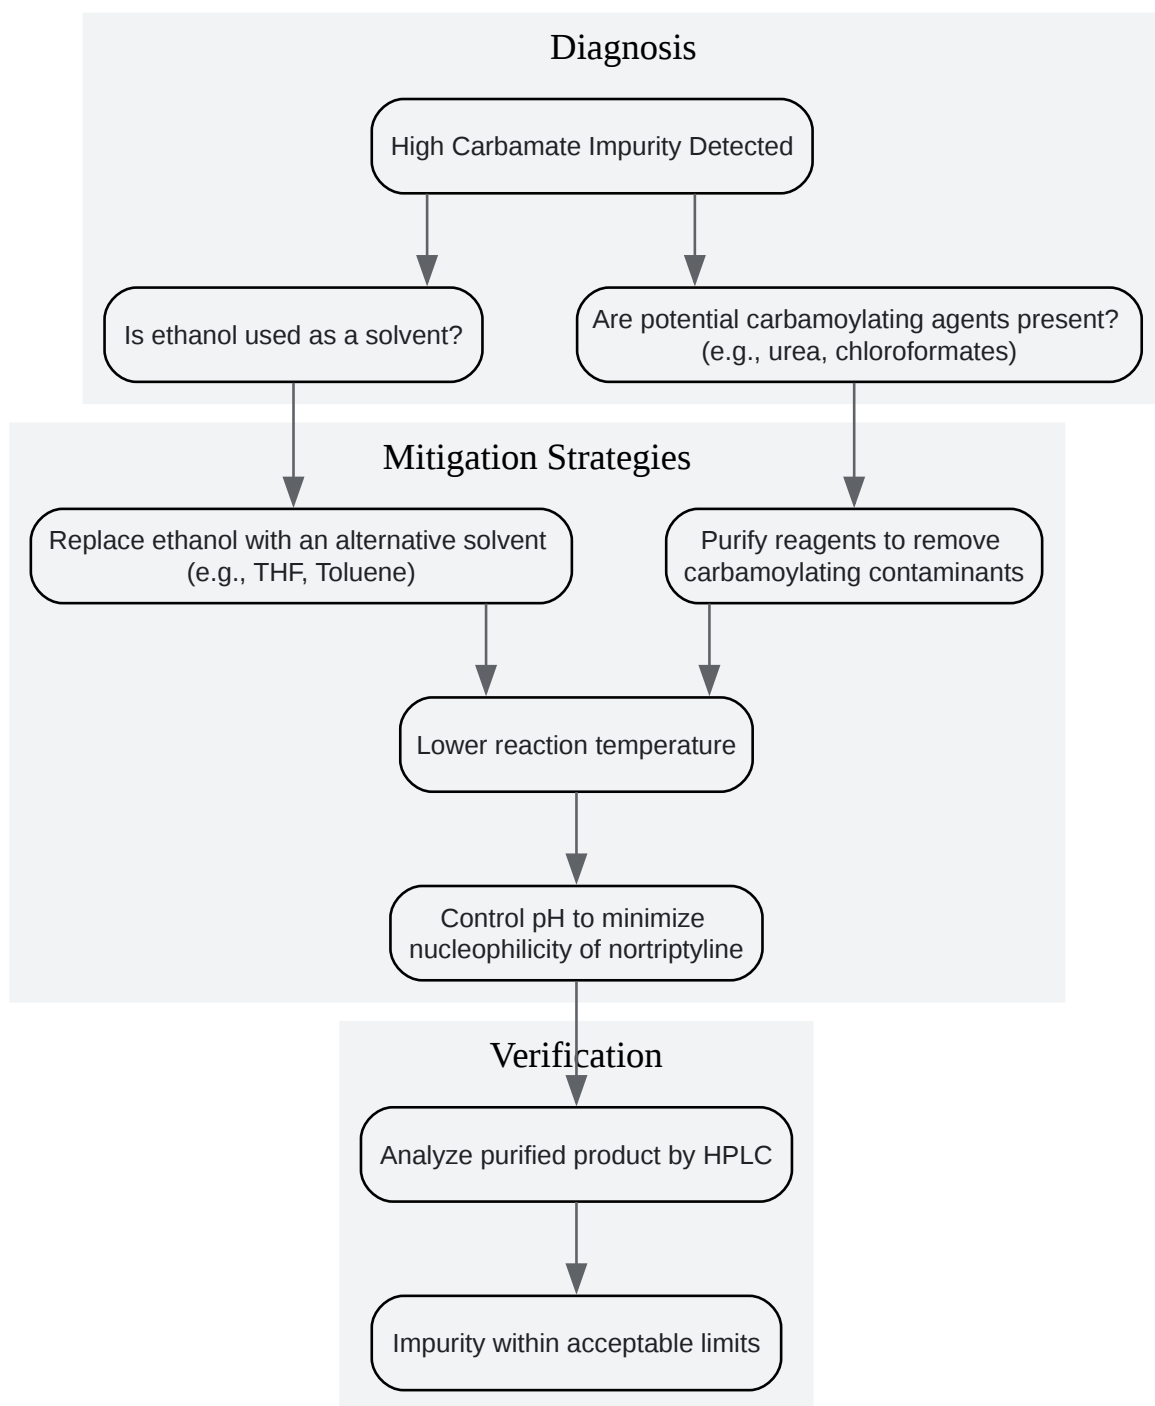 Diagnosis
High Carbamate Impurity Detected
Is ethanol used as a solvent?
Are potential carbamoylating agents present?
(e.g., urea, chloroformates)
Mitigation Strategies
Replace ethanol with an alternative solvent
(e.g., THF, Toluene)
Purify reagents to remove
carbamoylating contaminants
Lower reaction temperature
Control pH to minimize
nucleophilicity of nortriptyline
Verification
Analyze purified product by HPLC
Impurity within acceptable limits